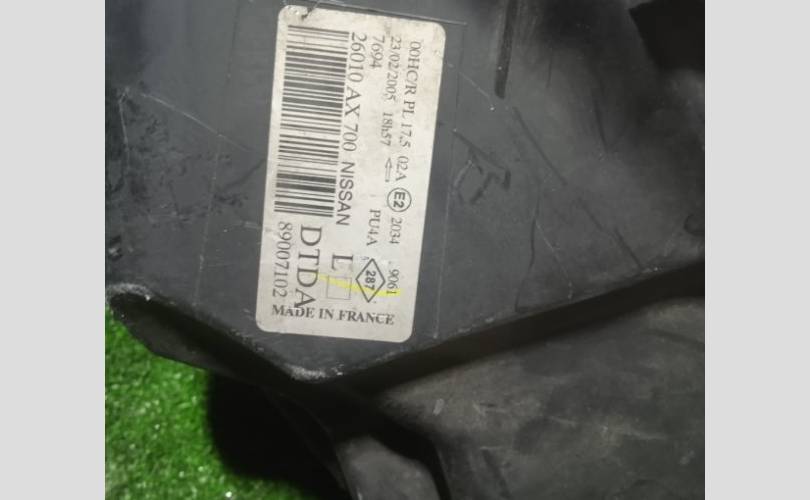 00HC/R PL 17,5 02A E2 2034 9061
23/02/2005 18h57 PU4A 287
7694
26010 AX 700 NISSAN L
DTDA
89007102
MADE IN FRANCE